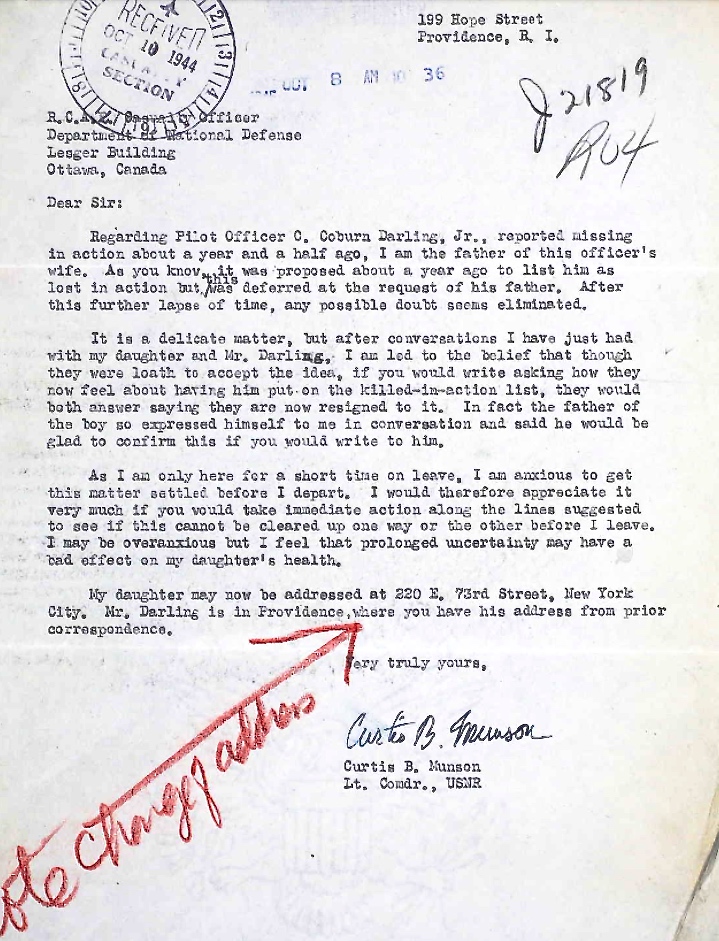 199 Hope Street
Providence, R. I.
RECEIVED
OCT 10 1944
CASUALTY
SECTION
OCT 8 AM 10 36
J21819
R04
R.C.A.F. Casualty Officer
Department of National Defense
Lesger Building
Ottawa, Canada
Dear Sir:
Regarding Pilot Officer C. Coburn Darling, Jr., reported missing
in action about a year and a half ago, I am the father of this officer's
wife. As you know, it was proposed about a year ago to list him as
lost in action but this was deferred at the request of his father. After
this further lapse of time, any possible doubt seems eliminated.
It is a delicate matter, but after conversations I have just had
with my daughter and Mr. Darling, I am led to the belief that though
they were loath to accept the idea, if you would write asking how they
now feel about having him put on the killed-in-action list, they would
both answer saying they are now resigned to it. In fact the father of
the boy so expressed himself to me in conversation and said he would be
glad to confirm this if you would write to him.
As I am only here for a short time on leave, I am anxious to get
this matter settled before I depart. I would therefore appreciate it
very much if you would take immediate action along the lines suggested
to see if this cannot be cleared up one way or the other before I leave.
I may be overanxious but I feel that prolonged uncertainty may have a
bad effect on my daughter's health.
My daughter may now be addressed at 220 E. 73rd Street, New York
City. Mr. Darling is in Providence, where you have his address from prior
correspondence.
Very truly yours,
Curtis B. Munson
Curtis B. Munson
Lt. Comdr., USNR
ote change of address